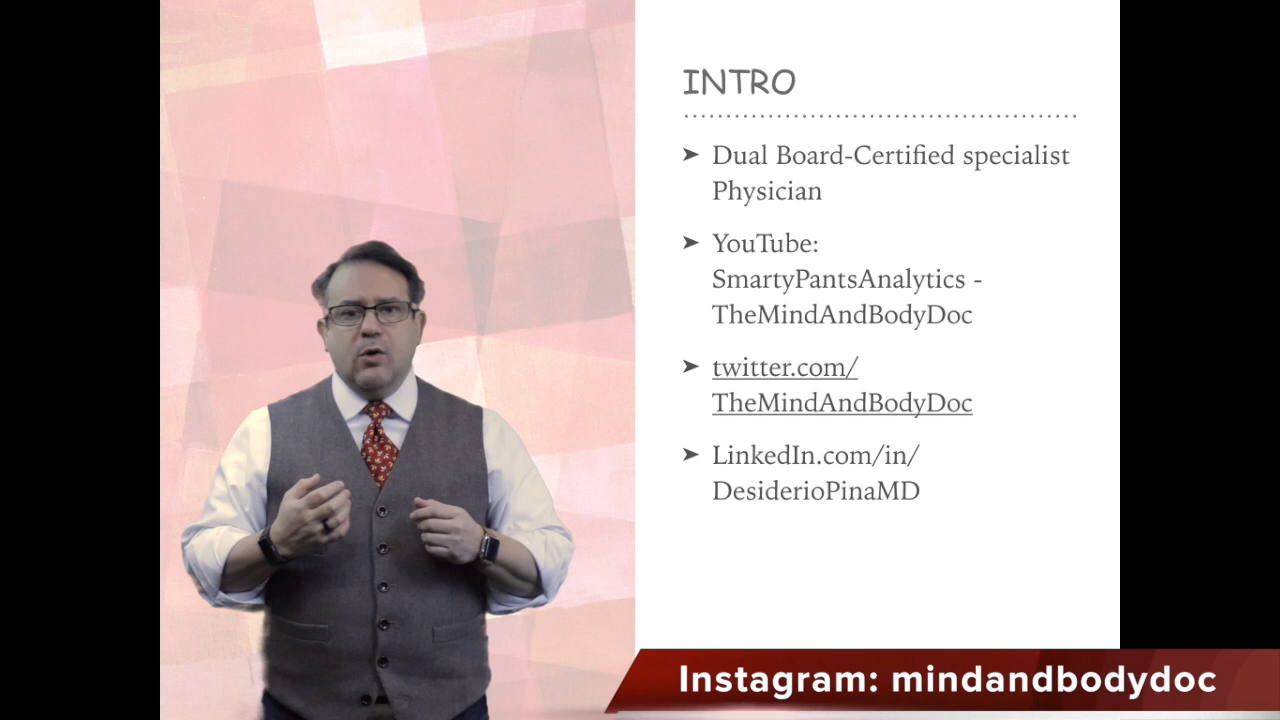 INTRO
Dual Board-Certified specialist
Physician
YouTube:
SmartyPantsAnalytics -
TheMindAndBodyDoc
twitter.com/
TheMindAndBodyDoc
LinkedIn.com/in/
DesiderioPinaMD
Instagram: mindandbodydoc